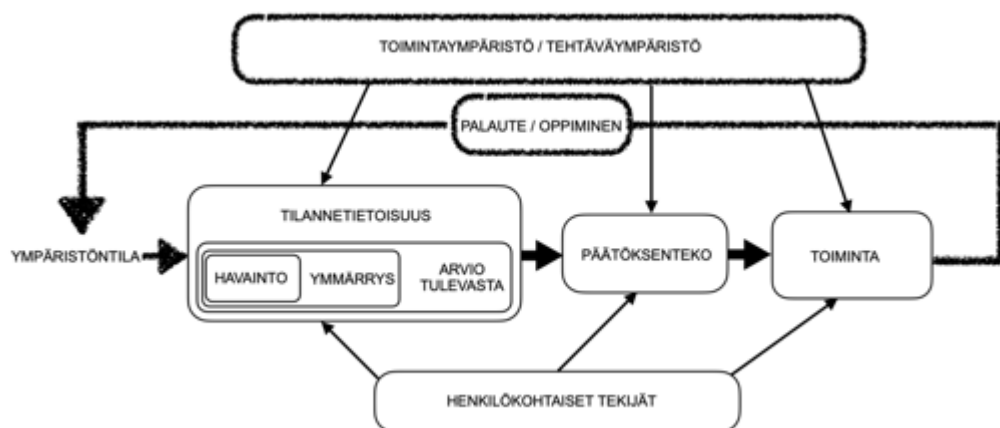 TOIMINTAYMPÄRISTÖ / TEHTÄVÄYMPÄRISTÖ
PALAUTE / OPPIMINEN
TILANNETIETOISUUS
YMPÄRISTÖNTILA
HAVAINTO
YMMÄRRYS
ARVIO
TULEVASTA
PÄÄTÖKSENTEKO
TOIMINTA
HENKILÖKOHTAISET TEKIJÄT